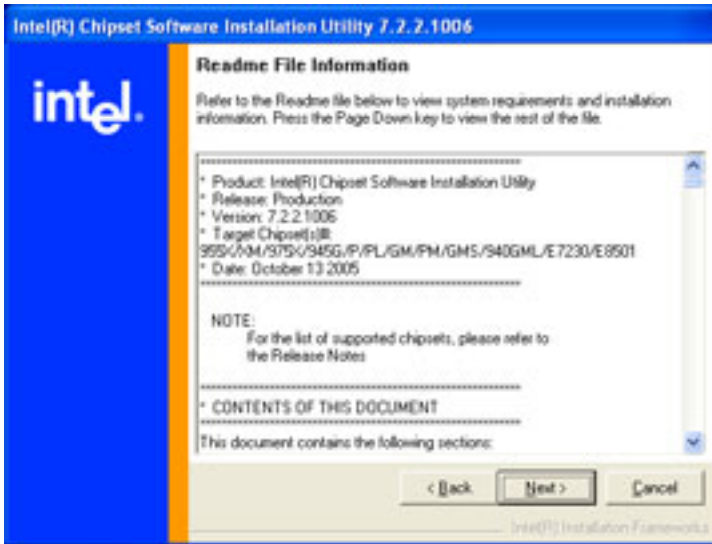 Intel(R) Chipset Software Installation Utility 7.2.2.1006
intel.
Readme File Information
Refer to the Readme file below to view system requirements and installation
information. Press the Page Down key to view the rest of the file.
************************************************************
* Product: Intel(R) Chipset Software Installation Utility
* Release: Production
* Version: 7.2.2.1006
* Target Chipset(s)#:
955X/XM/975X/945G/P/PL/GM/PM/GMS/940GML/E7230/E8501
* Date: October 13 2005
************************************************************
NOTE:
For the list of supported chipsets, please refer to
the Release Notes
************************************************************
* CONTENTS OF THIS DOCUMENT
************************************************************
This document contains the following sections:
< Back
Next >
Cancel
Intel(R) Installation Frameworks